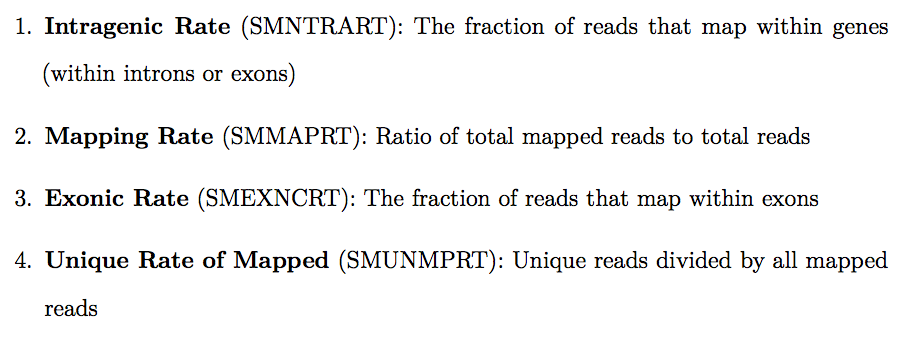 1. Intragenic Rate (SMNTRART): The fraction of reads that map within genes
(within introns or exons)
2. Mapping Rate (SMMAPRT): Ratio of total mapped reads to total reads
3. Exonic Rate (SMEXNCRT): The fraction of reads that map within exons
4. Unique Rate of Mapped (SMUNMPRT): Unique reads divided by all mapped
reads